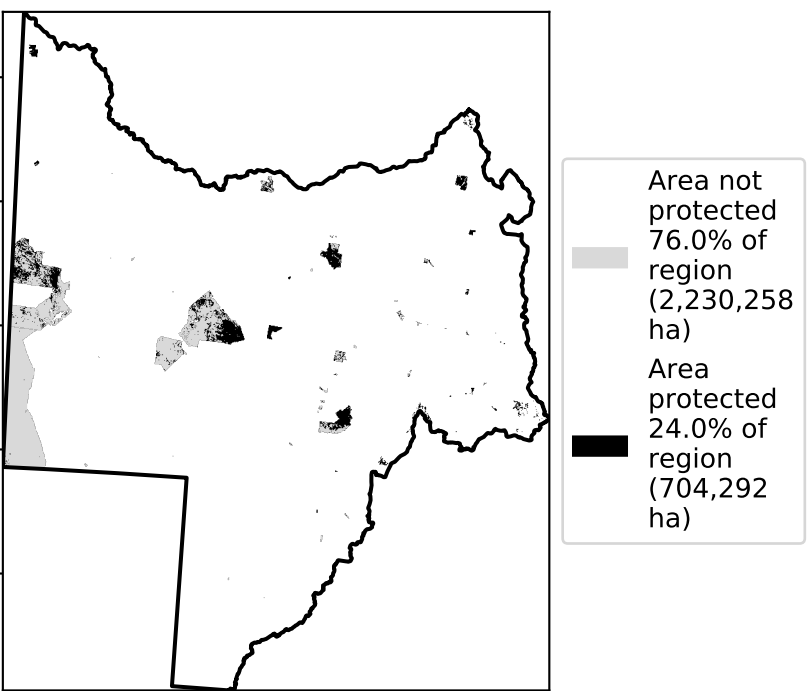 Area not
protected
76.0% of
region
(2,230,258
ha)
Area
protected
24.0% of
region
(704,292
ha)